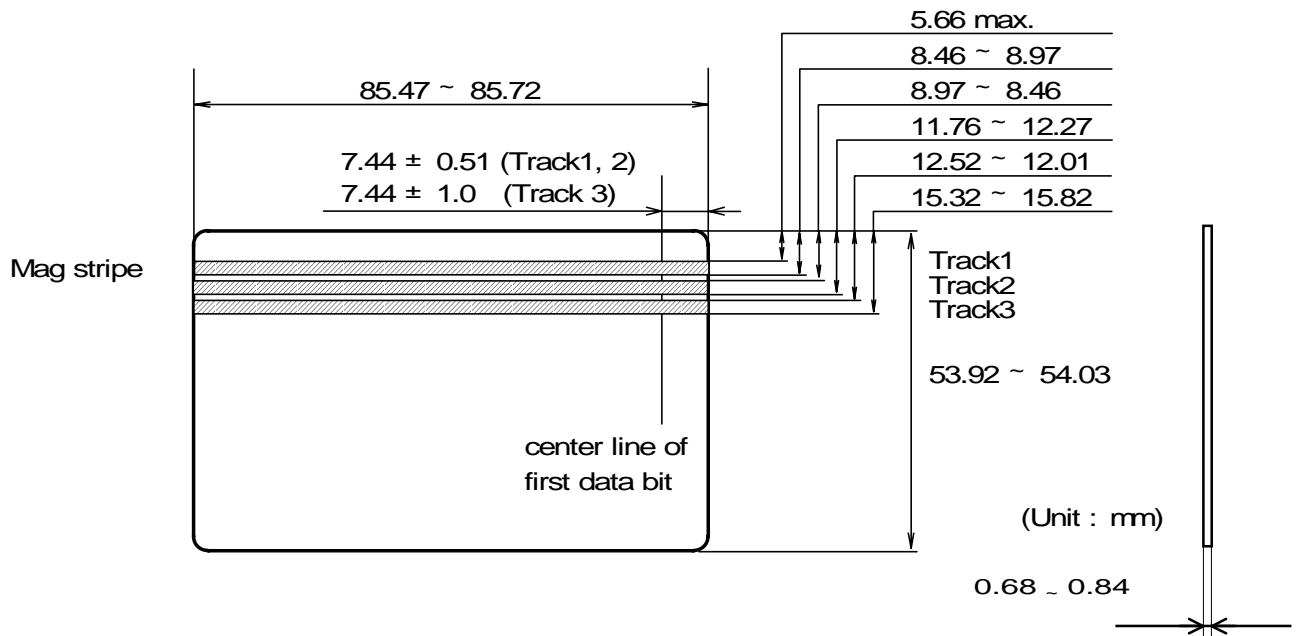 5.66 max.
8.46 ~ 8.97
8.97 ~ 8.46
11.76 ~ 12.27
12.52 ~ 12.01
15.32 ~ 15.82
85.47 ~ 85.72
7.44 ± 0.51 (Track1, 2)
7.44 ± 1.0 (Track 3)
Mag stripe
Track1
Track2
Track3
53.92 ~ 54.03
center line of
first data bit
(Unit : mm)
0.68 ~ 0.84